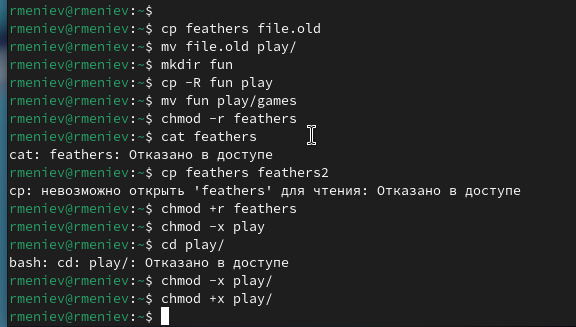 rmeniev@rmeniev:~$
rmeniev@rmeniev:~$ cp feathers file.old
rmeniev@rmeniev:~$ mv file.old play/
rmeniev@rmeniev:~$ mkdir fun
rmeniev@rmeniev:~$ cp -R fun play
rmeniev@rmeniev:~$ mv fun play/games
rmeniev@rmeniev:~$ chmod -r feathers
rmeniev@rmeniev:~$ cat feathers
cat: feathers: Отказано в доступе
rmeniev@rmeniev:~$ cp feathers feathers2
cp: невозможно открыть 'feathers' для чтения: Отказано в доступе
rmeniev@rmeniev:~$ chmod +r feathers
rmeniev@rmeniev:~$ chmod -x play
rmeniev@rmeniev:~$ cd play/
bash: cd: play/: Отказано в доступе
rmeniev@rmeniev:~$ chmod -x play/
rmeniev@rmeniev:~$ chmod +x play/
rmeniev@rmeniev:~$